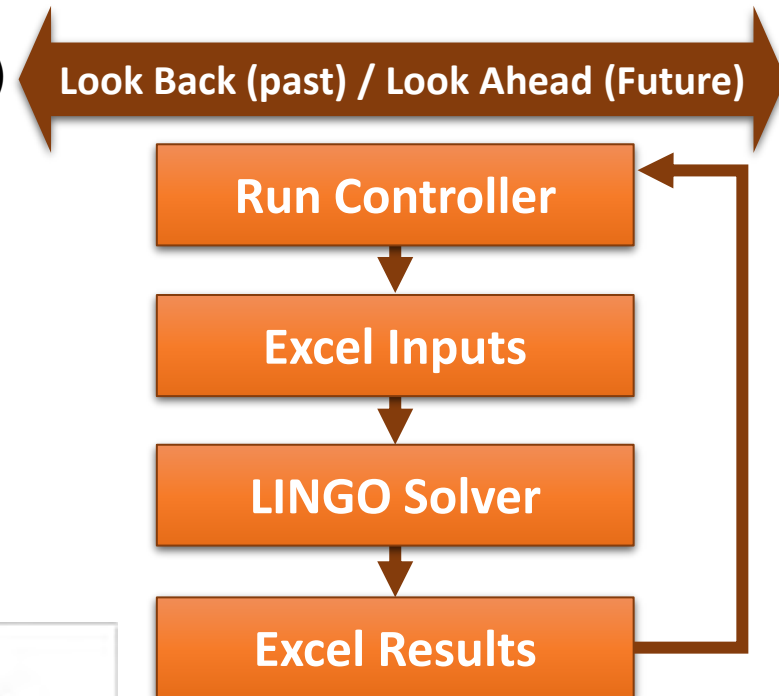 )
Look Back (past) / Look Ahead (Future)
Run Controller
Excel Inputs
LINGO Solver
Excel Results